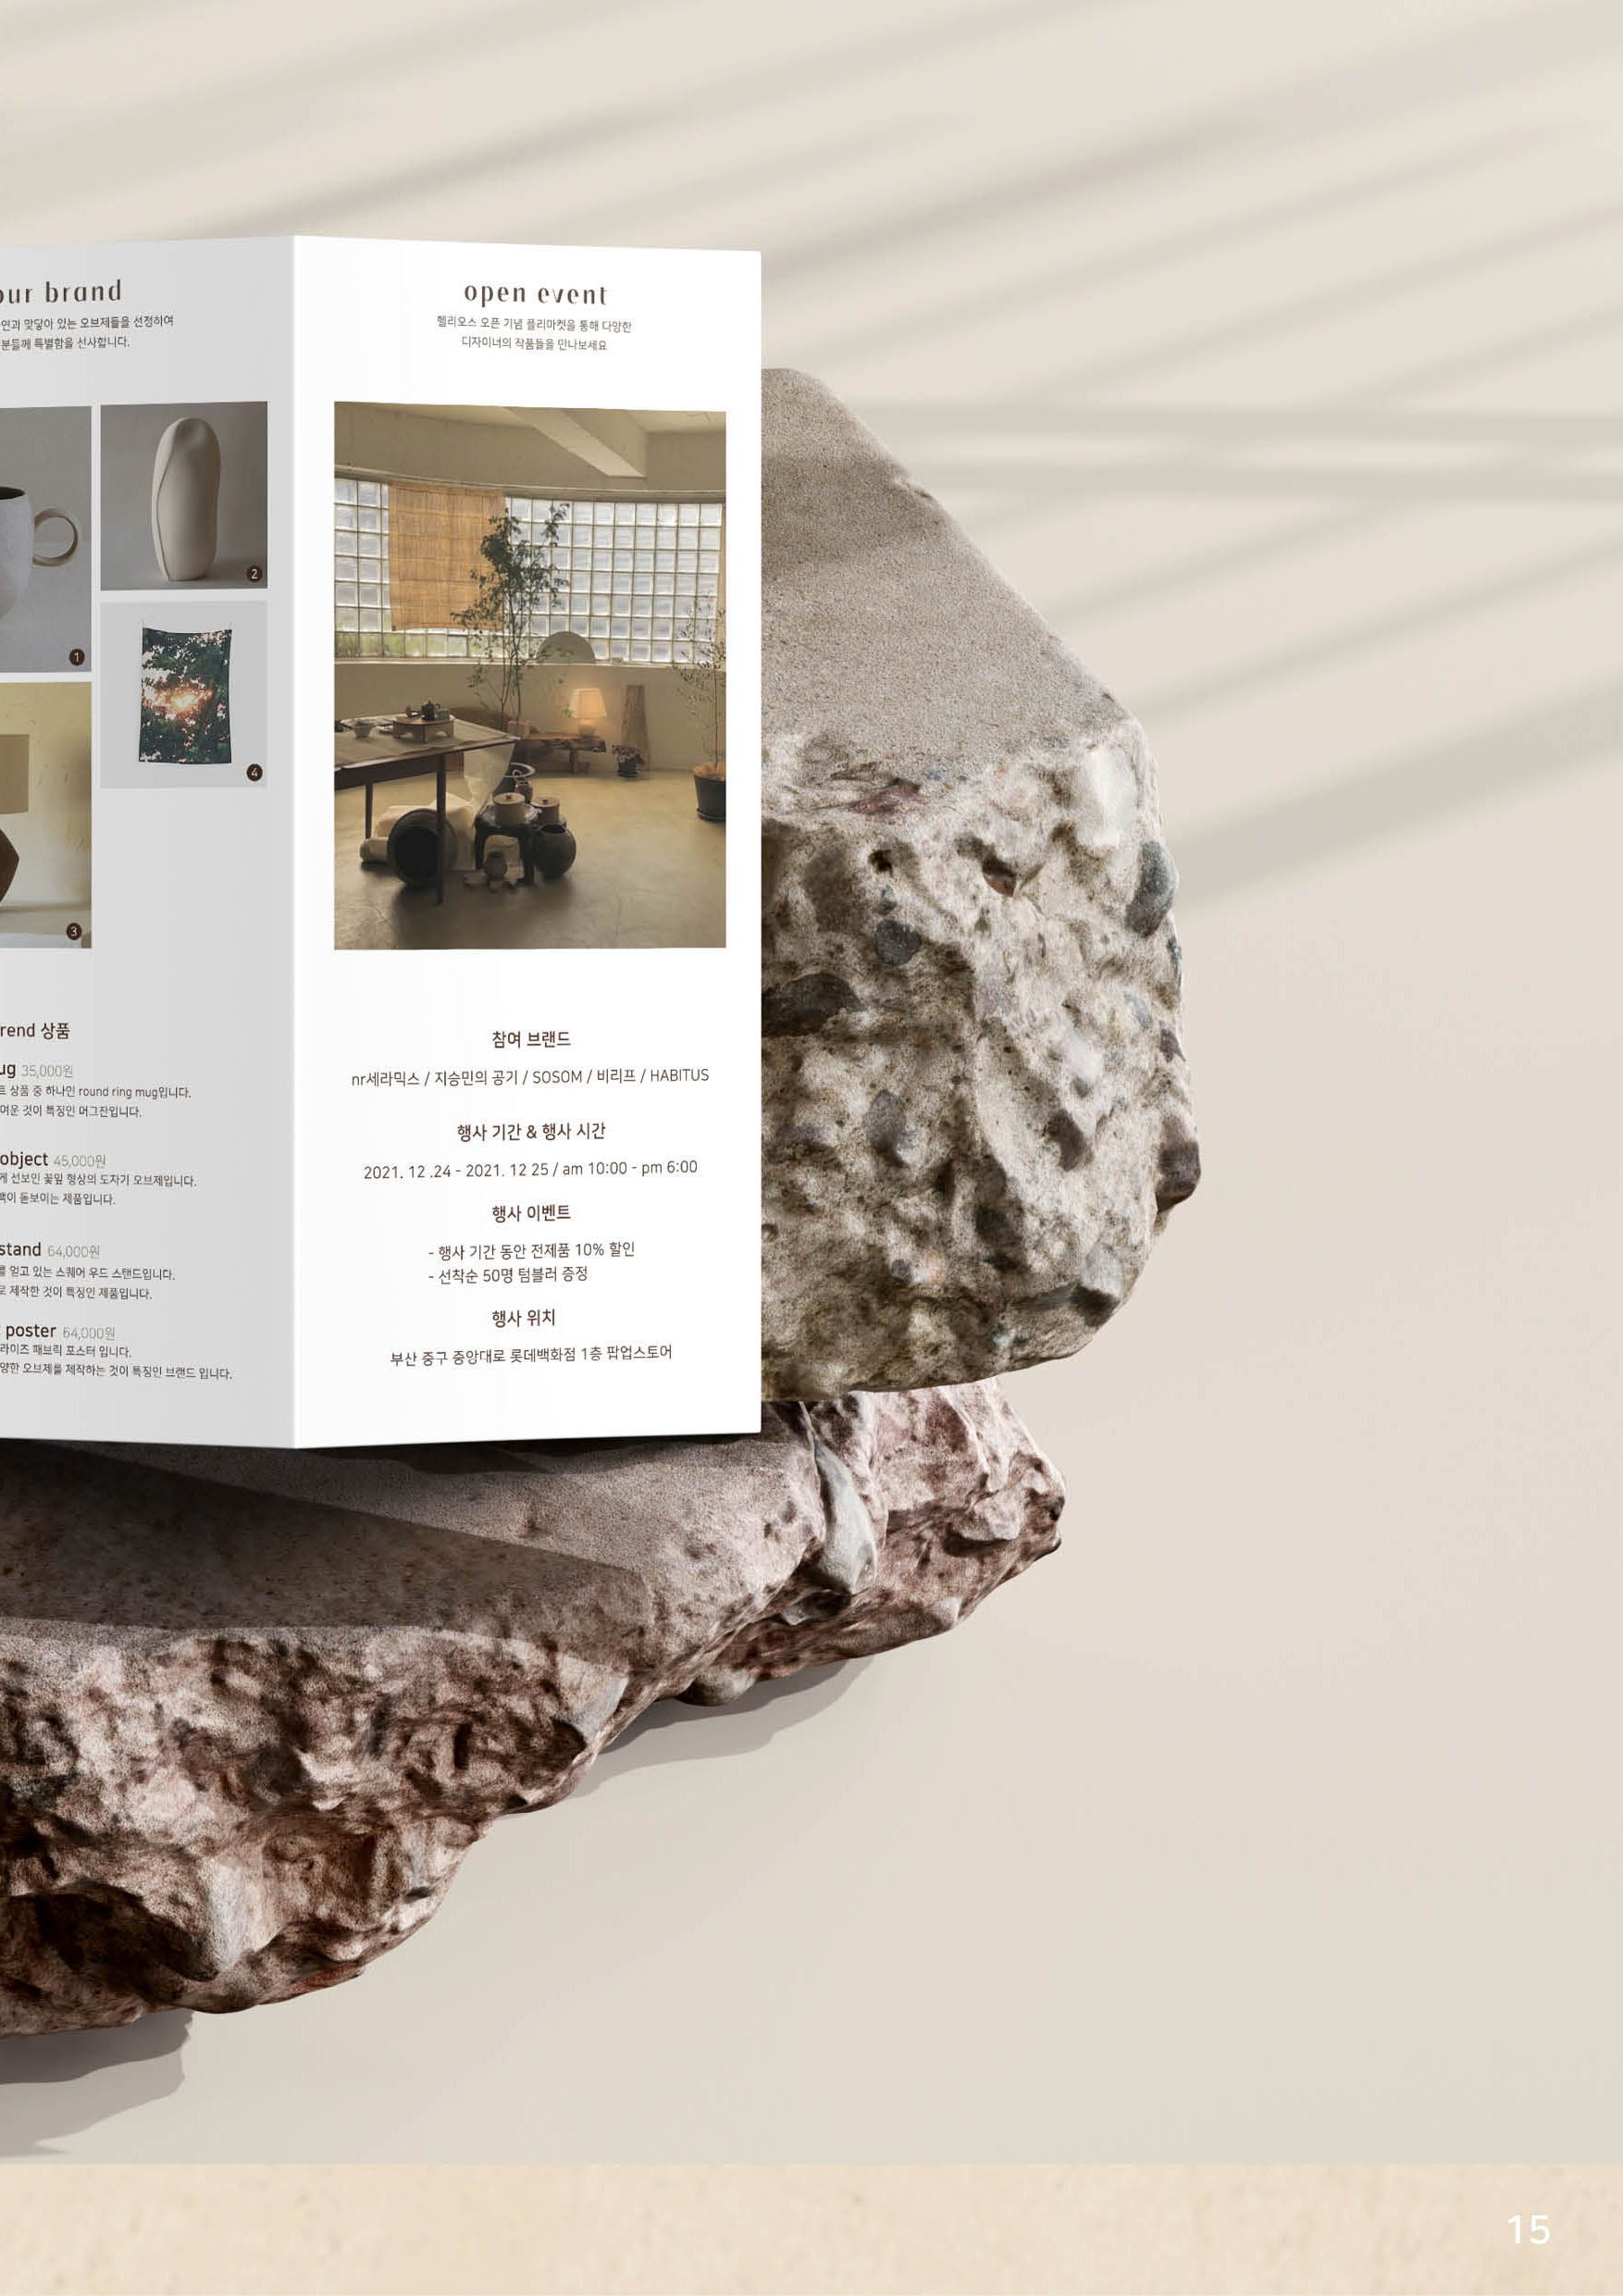 our brand
인과 맞닿아 있는 오브제들을 선정하여
분들께 특별함을 선사합니다.
1
2
3
4
rend 상품
ug 35,000원
트 상품 중 하나인 round ring mug입니다.
여운 것이 특징인 머그잔입니다.
object 45,000원
게 선보인 꽃잎 형상의 도자기 오브제입니다.
백이 돋보이는 제품입니다.
stand 64,000원
를 얻고 있는 스퀘어 우드 스탠드입니다.
로 제작한 것이 특징인 제품입니다.
poster 64,000원
라이즈 패브릭 포스터 입니다.
양한 오브제를 제작하는 것이 특징인 브랜드 입니다.
open event
헬리오스 오픈 기념 플리마켓을 통해 다양한
디자이너의 작품들을 만나보세요
참여 브랜드
nr세라믹스 / 지승민의 공기 / SOSOM / 비리프 / HABITUS
행사 기간 & 행사 시간
2021. 12 .24 - 2021. 12 25 / am 10:00 - pm 6:00
행사 이벤트
- 행사 기간 동안 전제품 10% 할인
- 선착순 50명 텀블러 증정
행사 위치
부산 중구 중앙대로 롯데백화점 1층 팝업스토어
15